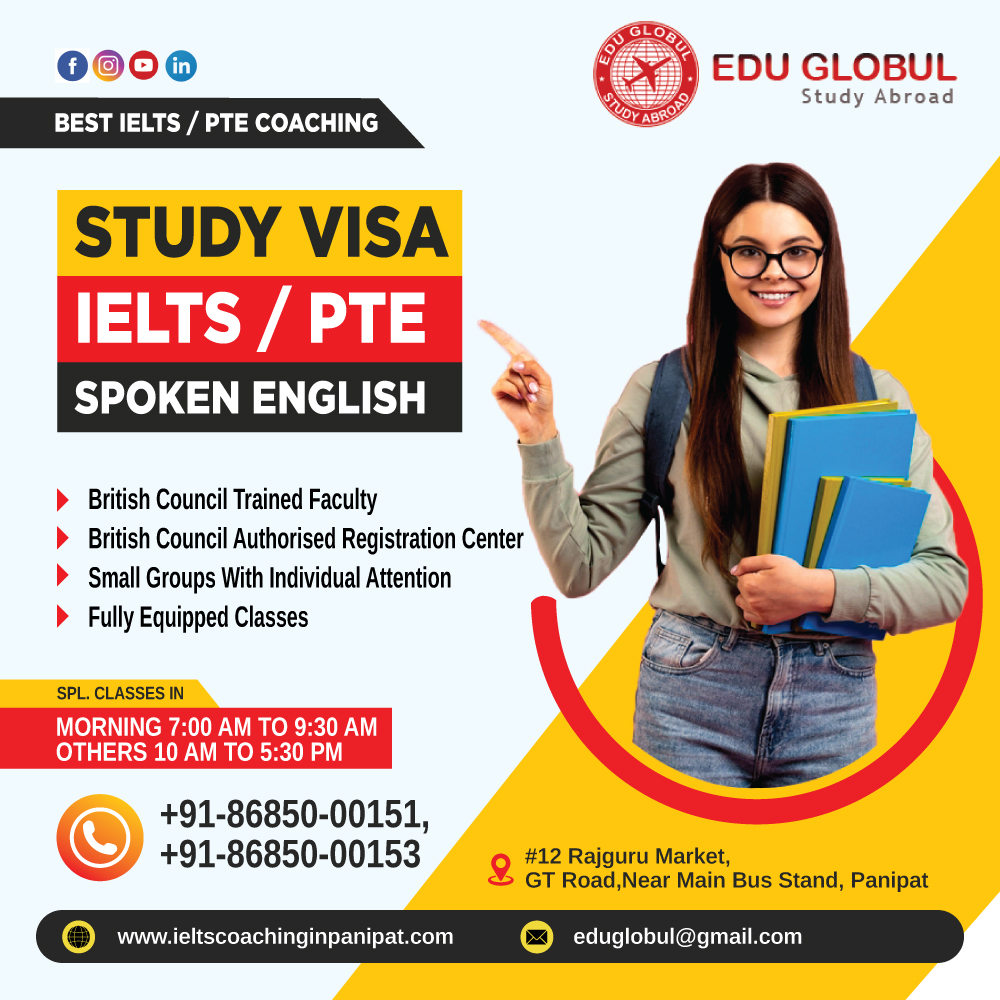 EDU GLOBUL
STUDY ABROAD
EDU GLOBUL
Study Abroad
BEST IELTS / PTE COACHING
STUDY VISA
IELTS / PTE
SPOKEN ENGLISH
British Council Trained Faculty
British Council Authorised Registration Center
Small Groups With Individual Attention
Fully Equipped Classes
SPL. CLASSES IN
MORNING 7:00 AM TO 9:30 AM
OTHERS 10 AM TO 5:30 PM
+91-86850-00151,
+91-86850-00153
#12 Rajguru Market,
GT Road,Near Main Bus Stand, Panipat
www.ieltscoachinginpanipat.com
eduglobul@gmail.com